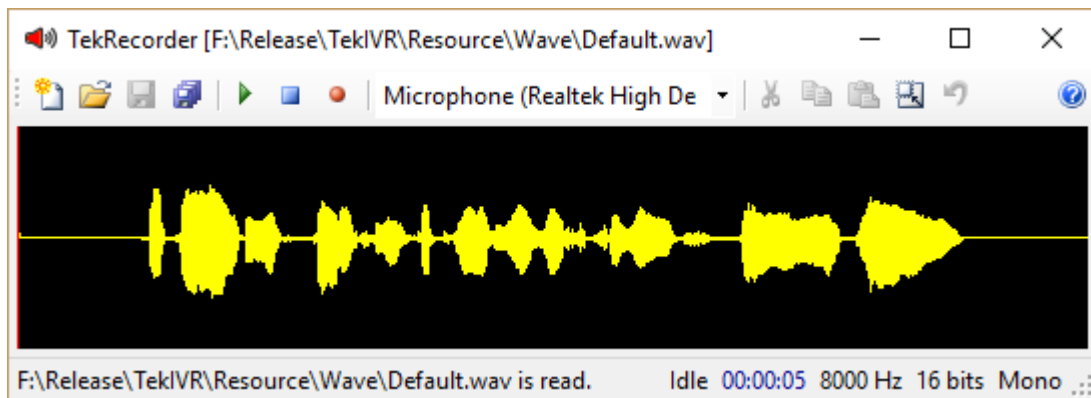 TekRecorder [F:\Release\TekIVR\Resource\Wave\Default.wav]
Microphone (Realtek High De
F:\Release\TekIVR\Resource\Wave\Default.wav is read. Idle 00:00:05 8000 Hz 16 bits Mono